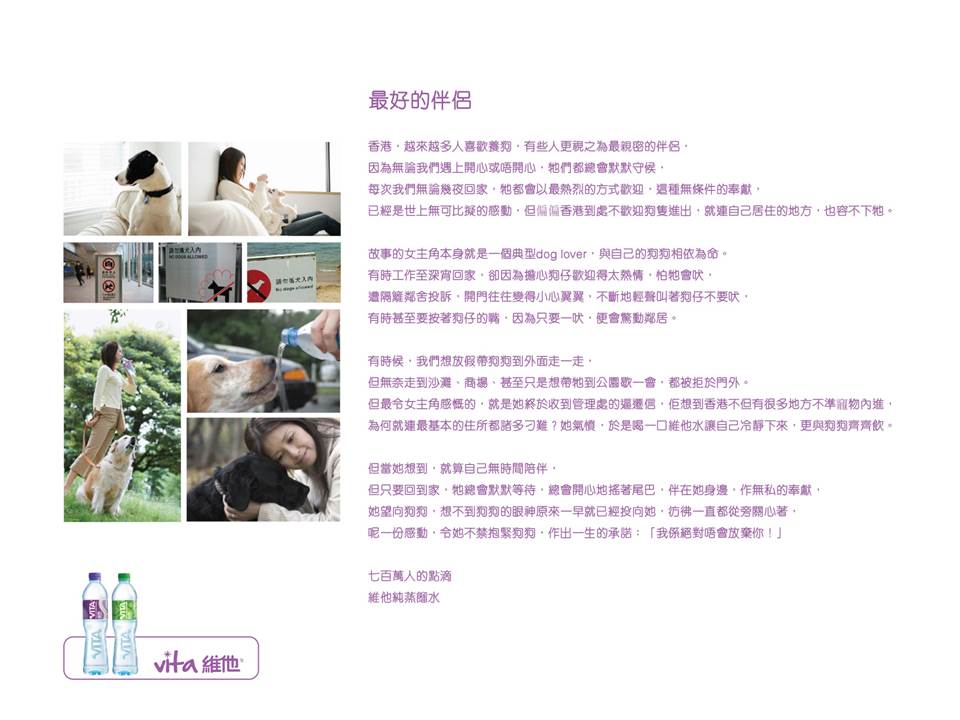 最好的伴侶
香港，越來越多人喜歡養狗，有些人更視之為最親密的伴侶，
因為無論我們遇上開心或唔開心，牠們都總會默默守候，
每次我們無論幾夜回家，牠都會以最熱烈的方式歡迎，這種無條件的奉獻，
已經是世上無可比擬的感動，但偏偏香港到處不歡迎狗隻進出，就連自己居住的地方，也容不下牠。
故事的女主角本身就是一個典型dog lover，與自己的狗狗相依為命。
有時工作至深宵回家，卻因為擔心狗仔歡迎得太熱情，怕牠會吠，
遭隔籬鄰舍投訴，開門往往變得小心翼翼，不斷地輕聲叫著狗仔不要吠，
有時甚至要按著狗仔的嘴，因為只要一吠，便會驚動鄰居。
有時候，我們想放假帶狗狗到外面走一走，
但無奈走到沙灘、商場、甚至只是想帶牠到公園歇一會，都被拒於門外。
但最令女主角感慨的，就是她終於收到管理處的逼遷信，佢想到香港不但有很多地方不準寵物內進，
為何就連最基本的住所都諸多刁難？她氣憤，於是喝一口維他水讓自己冷靜下來，更與狗狗齊齊飲。
但當她想到，就算自己無時間陪伴，
但只要回到家，牠總會默默等待，總會開心地搖著尾巴，伴在她身邊，作無私的奉獻，
她望向狗狗，想不到狗狗的眼神原來一早就已經投向她，彷彿一直都從旁關心著，
呢一份感動，令她不禁抱緊狗狗，作出一生的承諾：「我係絕對唔會放棄你！」
七百萬人的點滴
維他純蒸餾水
請勿攜犬入內
NO DOGS ALLOWED
請勿攜犬入內
No dogs allowed
VITA
VITA
VITA
VITA
vita 維他